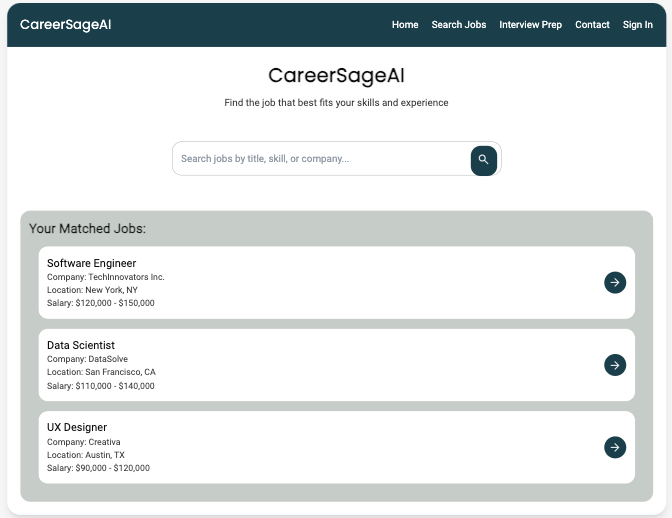 CareerSageAI
Home Search Jobs Interview Prep Contact Sign In
CareerSageAI
Find the job that best fits your skills and experience
Search jobs by title, skill, or company...
Your Matched Jobs:
Software Engineer
Company: TechInnovators Inc.
Location: New York, NY
Salary: $120,000 - $150,000
Data Scientist
Company: DataSolve
Location: San Francisco, CA
Salary: $110,000 - $140,000
UX Designer
Company: Creativa
Location: Austin, TX
Salary: $90,000 - $120,000